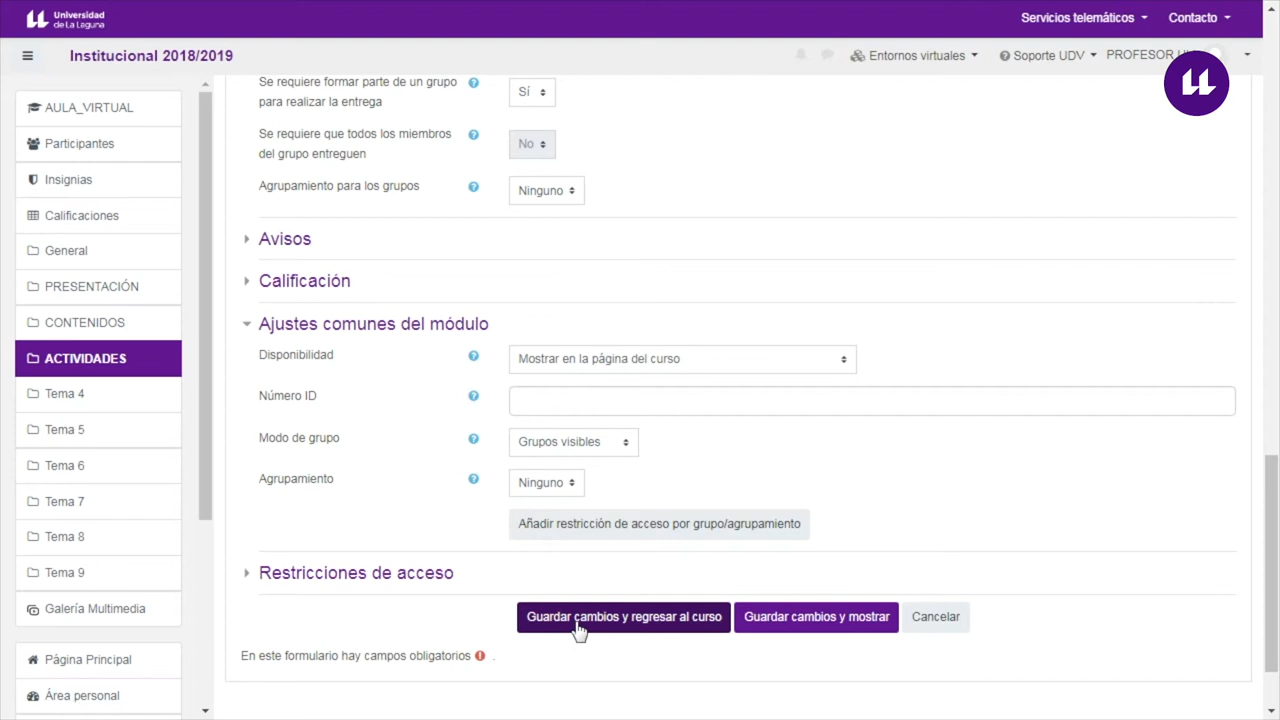 Universidad
de La Laguna
Servicios telemáticos
Contacto
Institucional 2018/2019
Entornos virtuales
Soporte UDV
PROFESOR
AULA_VIRTUAL
Participantes
Insignias
Calificaciones
General
PRESENTACIÓN
CONTENIDOS
ACTIVIDADES
Tema 4
Tema 5
Tema 6
Tema 7
Tema 8
Tema 9
Galería Multimedia
Página Principal
Área personal
Se requiere formar parte de un grupo
para realizar la entrega
Sí
Se requiere que todos los miembros
del grupo entreguen
No
Agrupamiento para los grupos
Ninguno
Avisos
Calificación
Ajustes comunes del módulo
Disponibilidad
Mostrar en la página del curso
Número ID
Modo de grupo
Grupos visibles
Agrupamiento
Ninguno
Añadir restricción de acceso por grupo/agrupamiento
Restricciones de acceso
Guardar cambios y regresar al curso
Guardar cambios y mostrar
Cancelar
En este formulario hay campos obligatorios .